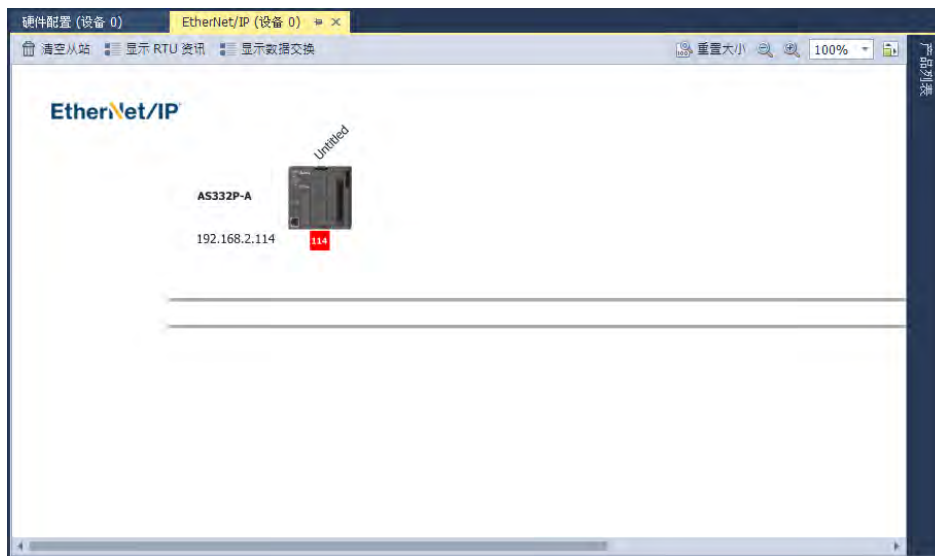 硬件配置 (设备 0)
EtherNet/IP (设备 0)
清空从站 显示 RTU 资讯 显示数据交换
重置大小 100%
产品列表
EtherNet/IP
Untitled
AS332P-A
192.168.2.114
114